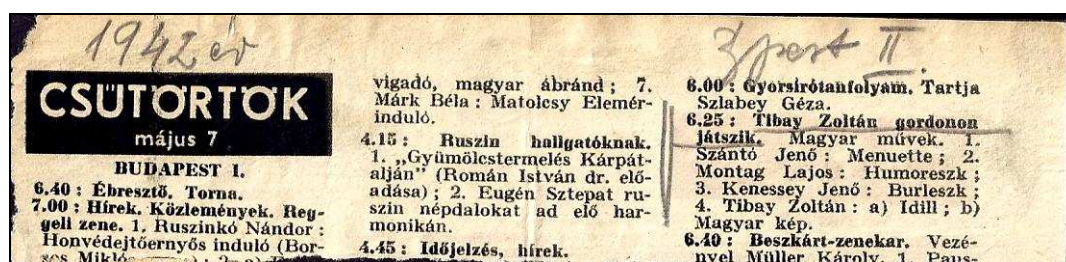 1942 év
CSÜTÖRTÖK
május 7
BUDAPEST I.
6.40 : Ébresztő. Torna.
7.00 : Hírek. Közlemények. Reg-
geli zene. 1. Ruszinkó Nándor :
Honvédejtőernyős induló (Bor-
sos Mikló
vigadó, magyar ábránd ; 7.
Márk Béla : Matolcsy Elemér-
induló.
4.15 : Ruszin hallgatóknak.
1. „Gyümölcstermelés Kárpát-
alján” (Román István dr. elő-
adása) ; 2. Eugén Sztepat ru-
szin népdalokat ad elő har-
monikán.
4.45 : Időjelzés, hírek.
pest II
6.00 : Gyorsirótanfolyam. Tartja
Szlabey Géza.
6.25 : Tibay Zoltán gordonon
játszik. Magyar művek. 1.
Szántó Jenő : Menuette ; 2.
Montag Lajos : Humoreszk ;
3. Kenessey Jenő : Burleszk ;
4. Tibay Zoltán : a) Idill ; b)
Magyar kép.
6.40 : Beszkárt-zenekar. Vezé-
nyel Müller Károly. 1. Paus-